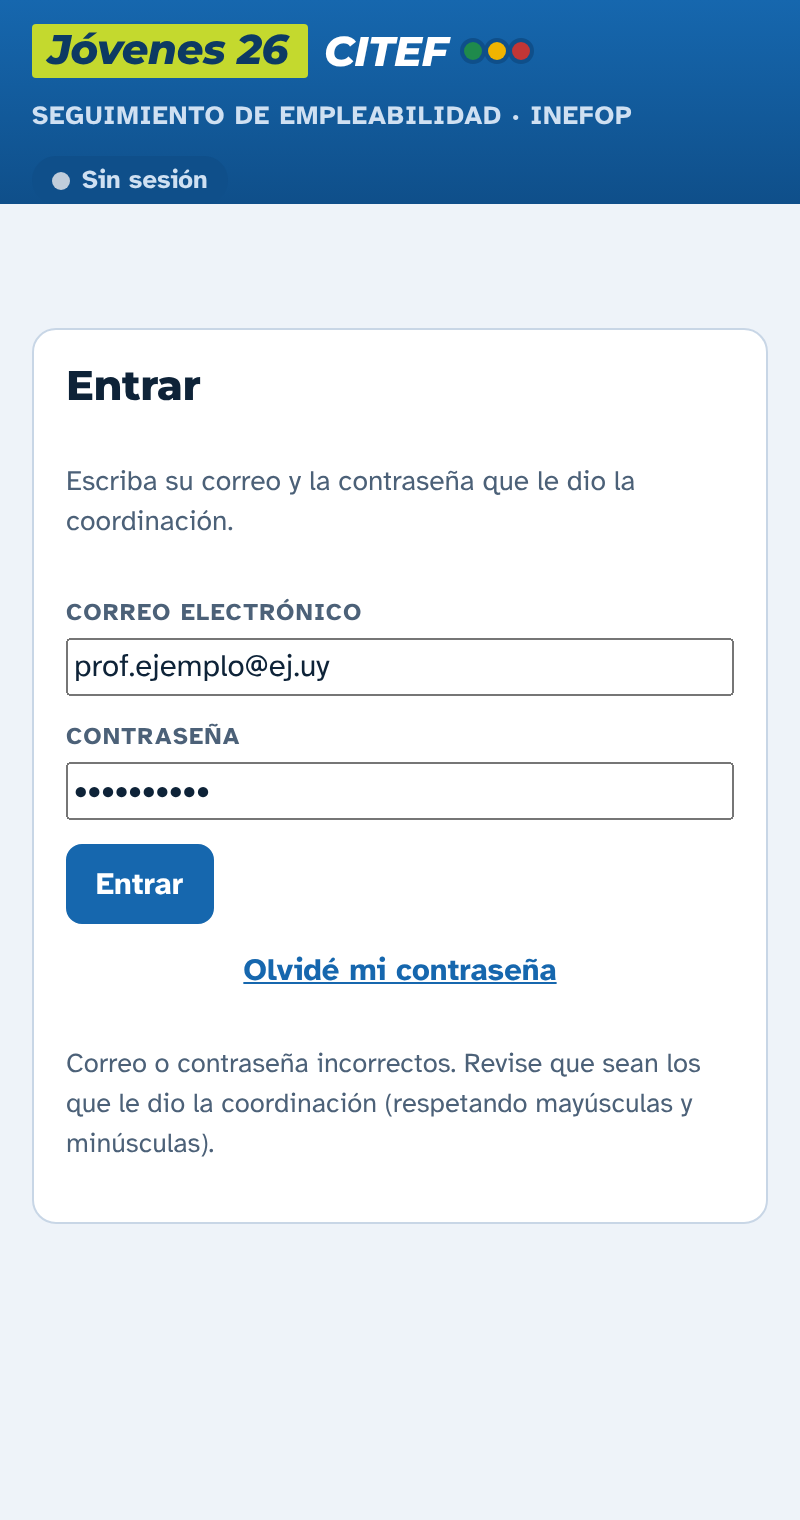 Jóvenes 26 CITEF
SEGUIMIENTO DE EMPLEABILIDAD · INEFOP
Sin sesión
Entrar
Escriba su correo y la contraseña que le dio la
coordinación.
CORREO ELECTRÓNICO
prof.ejemplo@ej.uy
CONTRASEÑA
••••••••••
Entrar
Olvidé mi contraseña
Correo o contraseña incorrectos. Revise que sean los
que le dio la coordinación (respetando mayúsculas y
minúsculas).